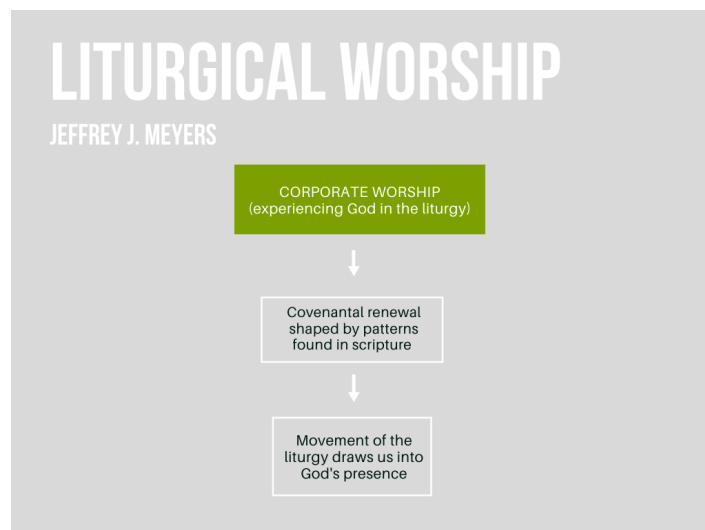 LITURGICAL WORSHIP
JEFFREY J. MEYERS
CORPORATE WORSHIP
(experiencing God in the liturgy)
Covenantal renewal
shaped by patterns
found in scripture
Movement of the
liturgy draws us into
God's presence